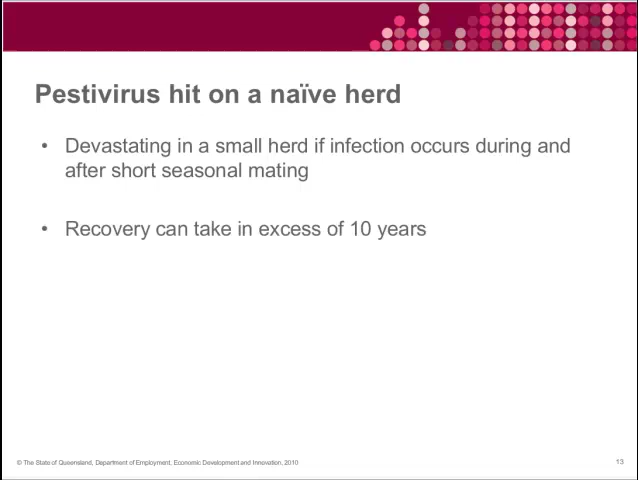 Pestivirus hit on a naïve herd
• Devastating in a small herd if infection occurs during and
after short seasonal mating
• Recovery can take in excess of 10 years
© The State of Queensland, Department of Employment, Economic Development and Innovation, 2010
13